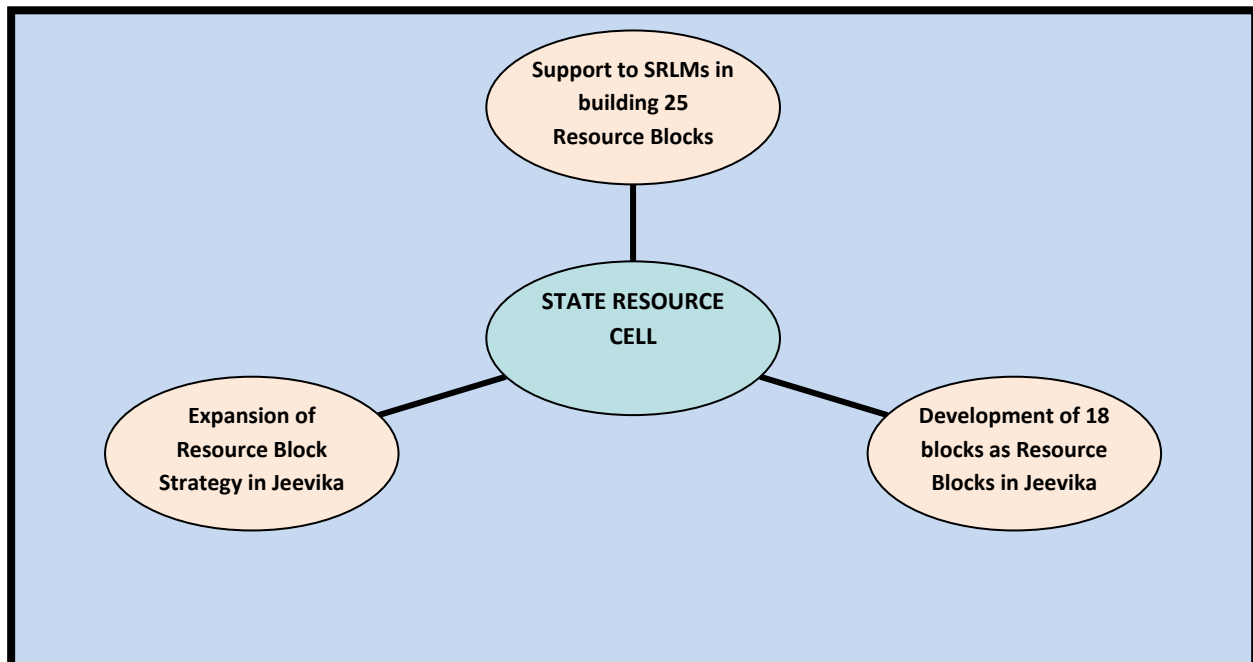 Support to SRLMs in
building 25
Resource Blocks
STATE RESOURCE
CELL
Expansion of
Resource Block
Strategy in Jeevika
Development of 18
blocks as Resource
Blocks in Jeevika